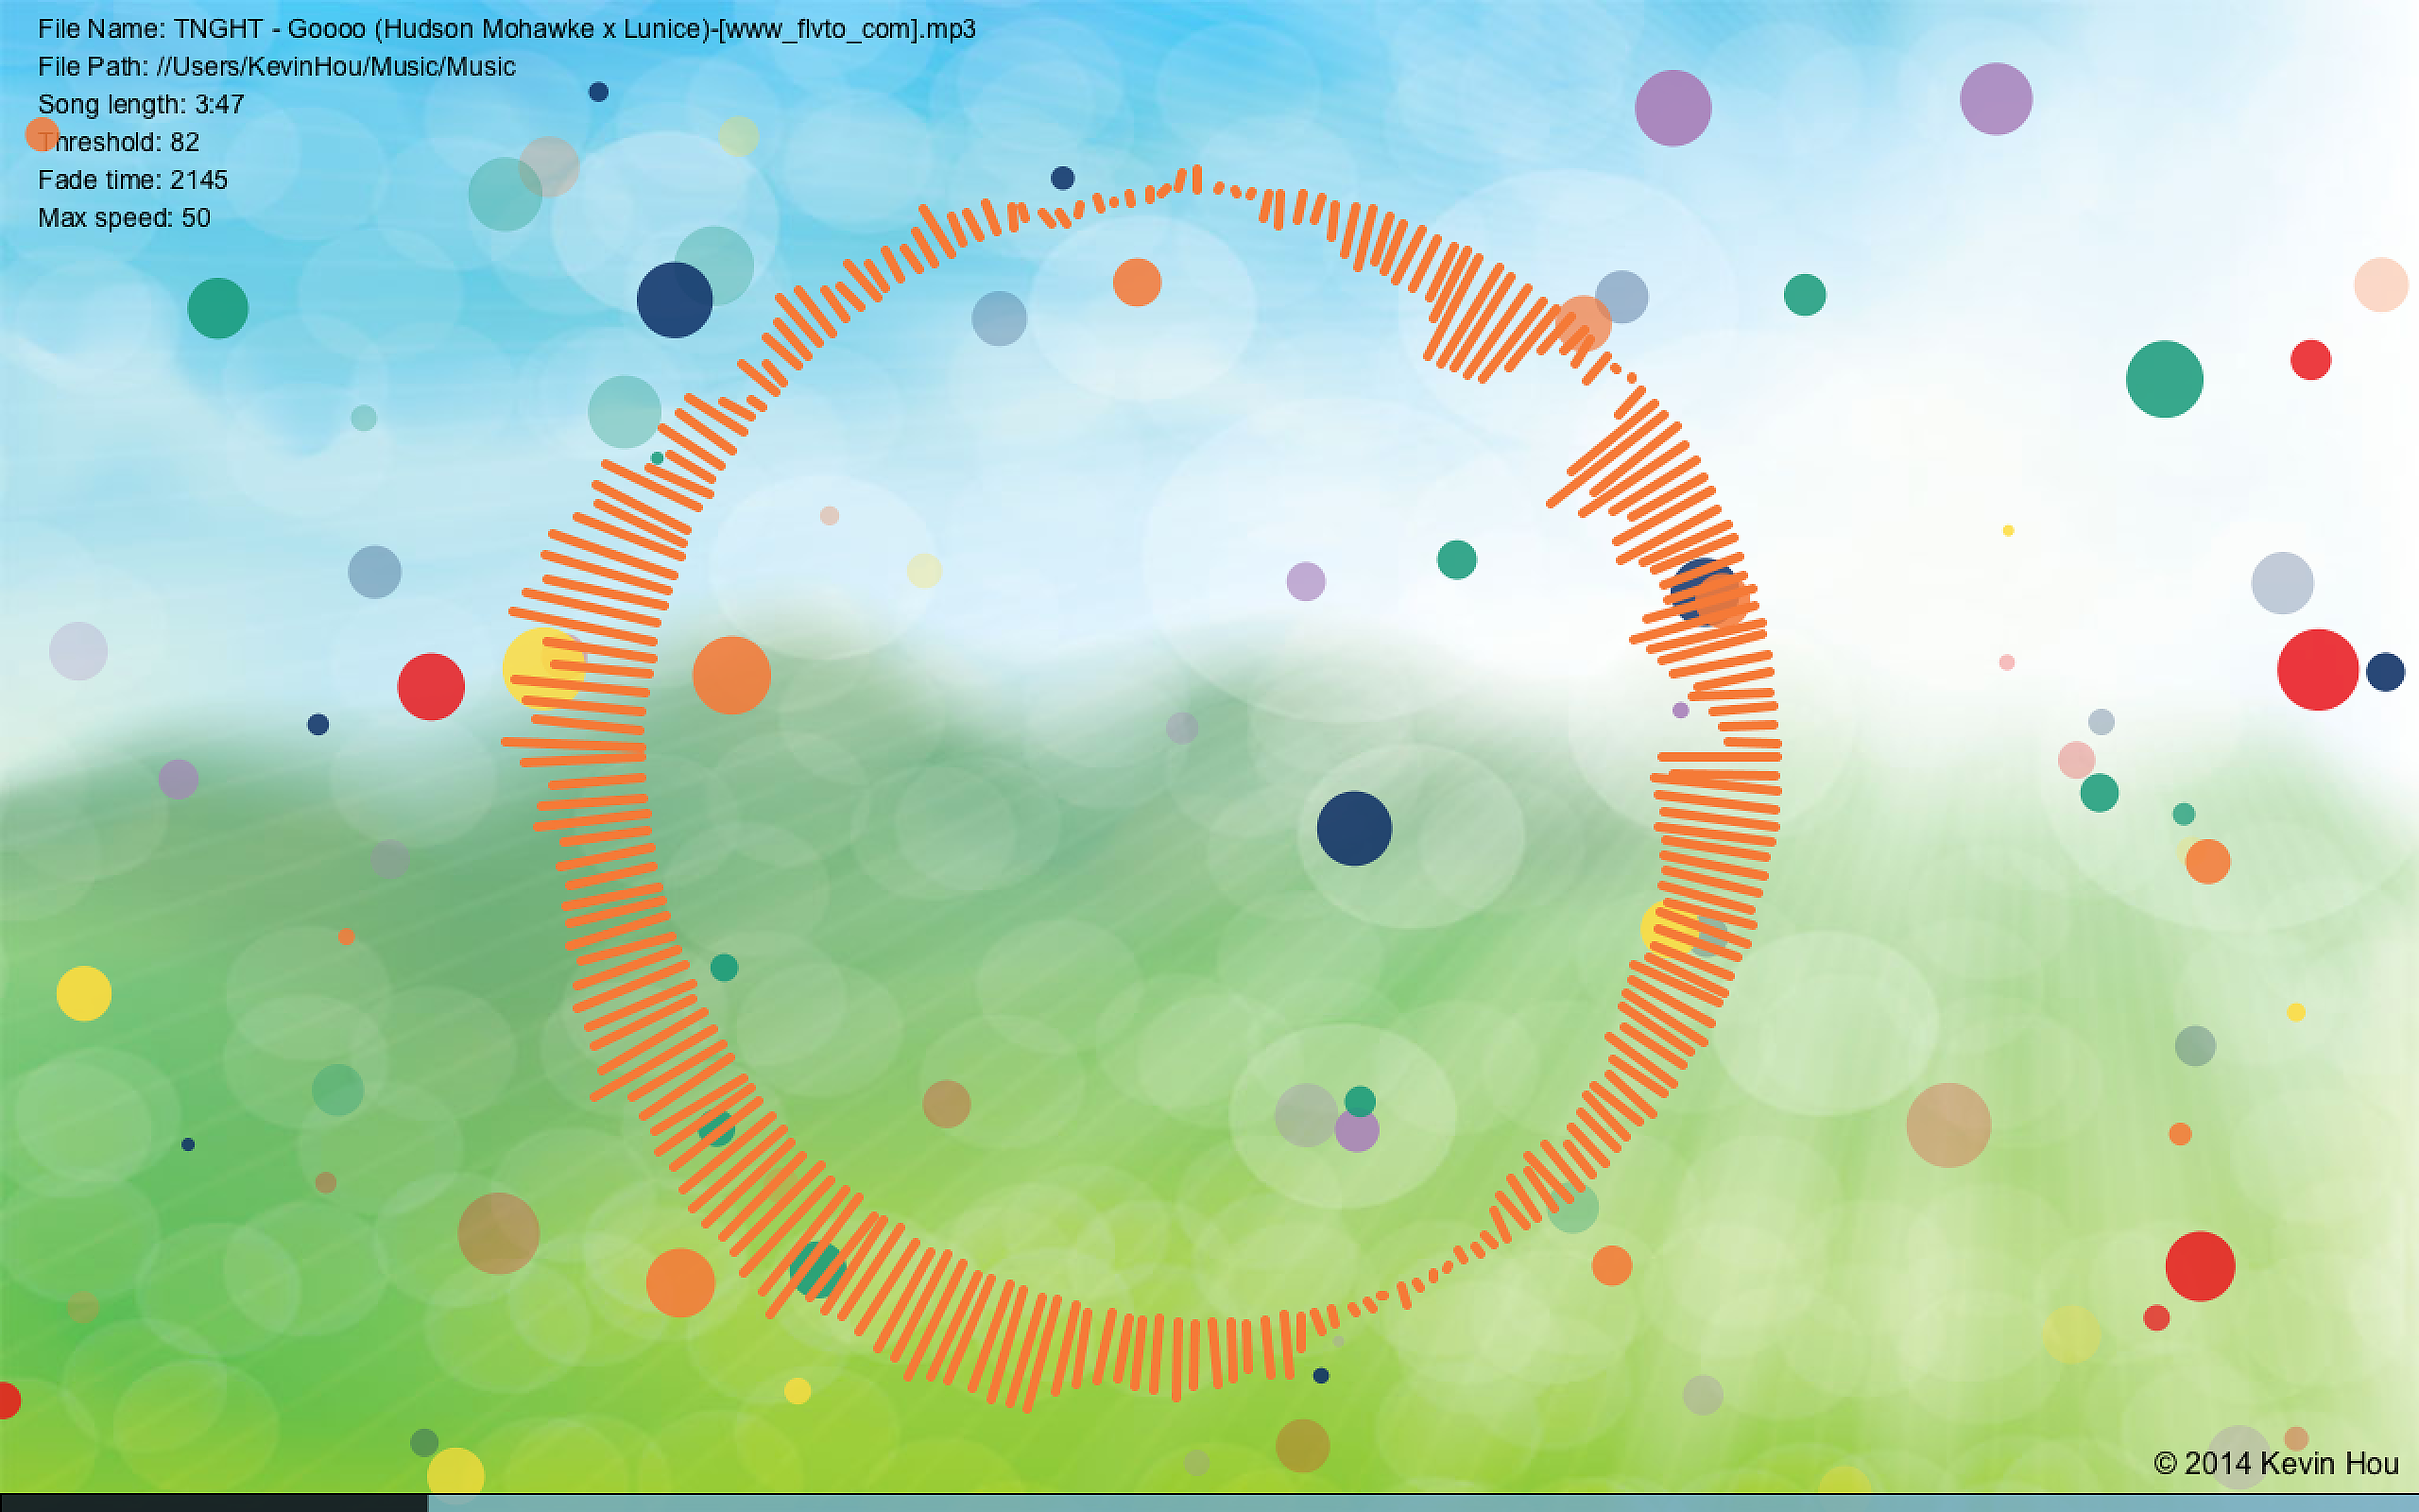 File Name: TNGHT - Goooo (Hudson Mohawke x Lunice)-[www_flvto_com].mp3
File Path: //Users/KevinHou/Music/Music
Song length: 3:47
Threshold: 82
Fade time: 2145
Max speed: 50
© 2014 Kevin Hou